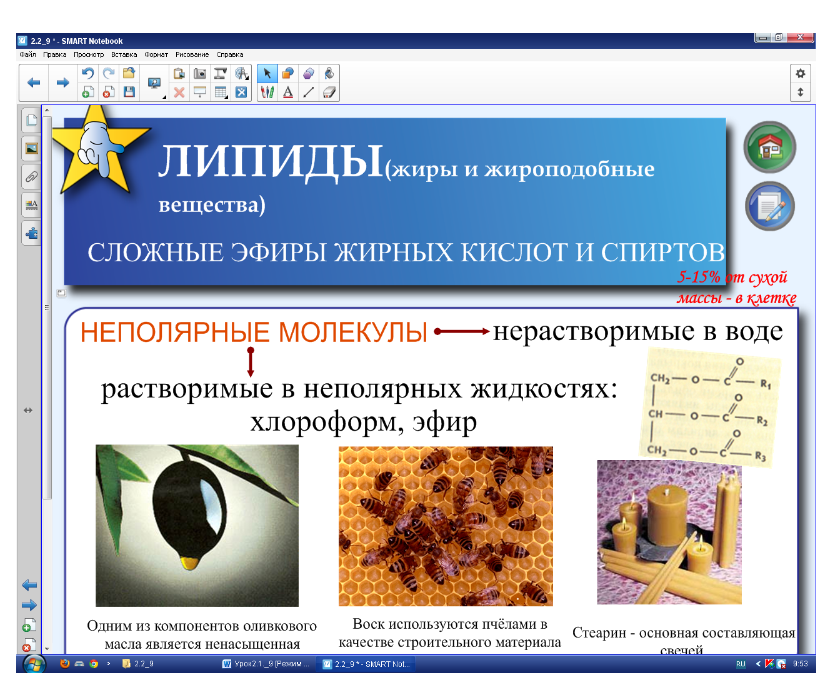 2.2_9 * - SMART Notebook
Файл Правка Просмотр Вставка Формат Рисование Справка
ЛИПИДЫ(жиры и жироподобные
вещества)
СЛОЖНЫЕ ЭФИРЫ ЖИРНЫХ КИСЛОТ И СПИРТОВ
5-15% от сухой
массы - в клетке
НЕПОЛЯРНЫЕ МОЛЕКУЛЫ нерастворимые в воде
растворимые в неполярных жидкостях:
хлороформ, эфир
O
CH₂—O—C—R₁
O
CH—O—C—R₂
O
CH₂—O—C—R₃
Одним из компонентов оливкового
масла является ненасыщенная
Воск используются пчёлами в
качестве строительного материала
Стеарин - основная составляющая
свечей
2.2_9 Урок2.1_9 [Режим ... 2.2_9 * - SMART Not... RU 9:53